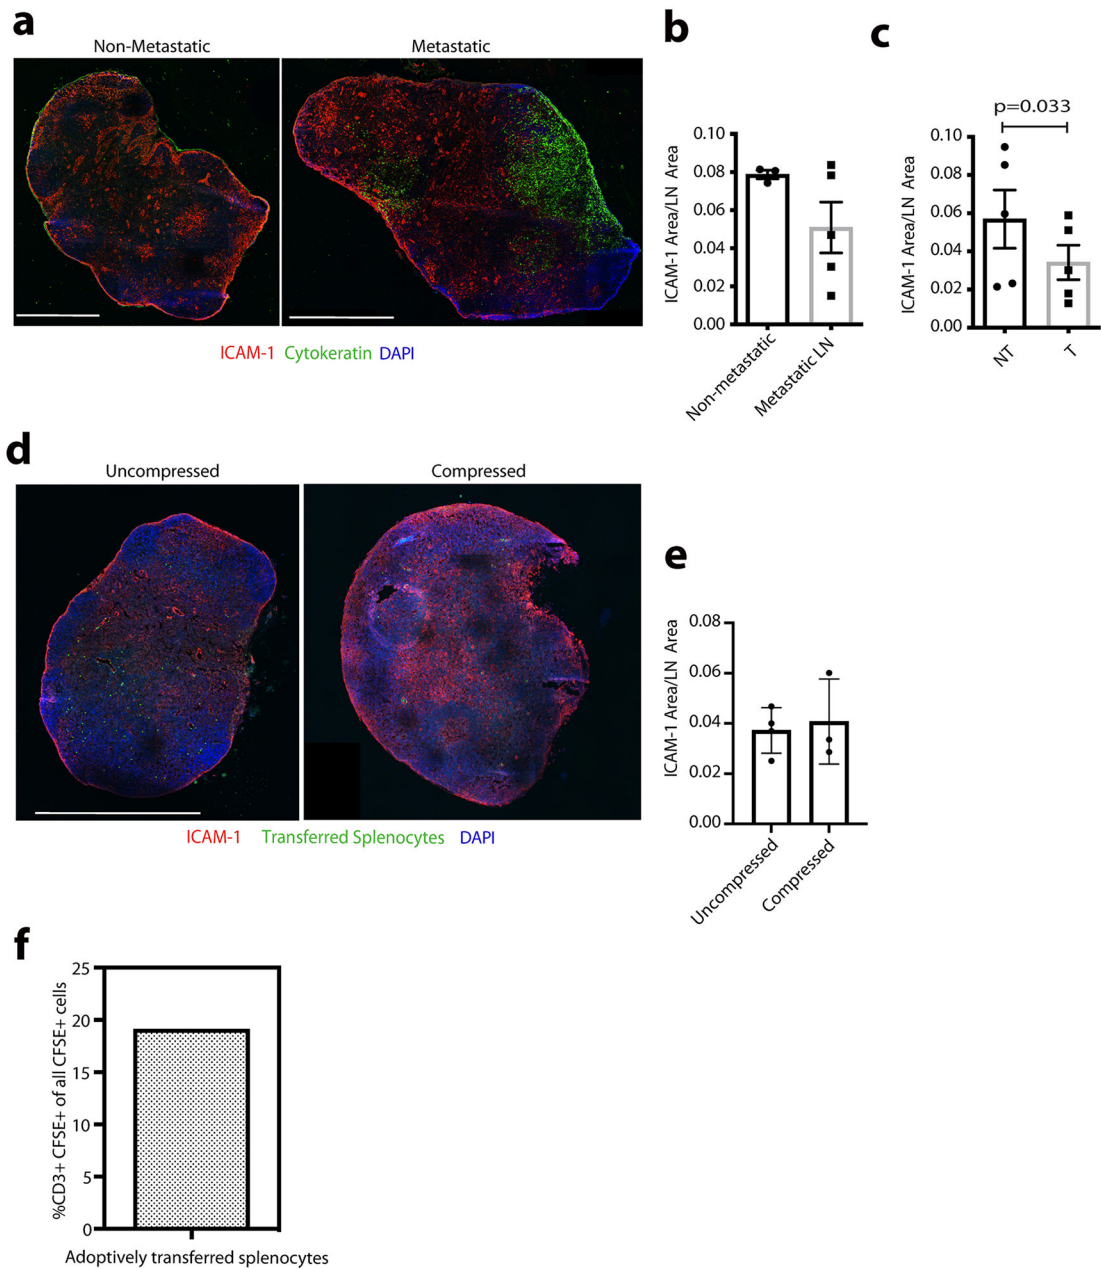 a
Non-Metastatic
Metastatic
ICAM-1 Cytokeratin DAPI
b
ICAM-1 Area/LN Area
0.10
0.08
0.06
0.04
0.02
0.00
Non-metastatic
Metastatic LN
c
p=0.033
ICAM-1 Area/LN Area
0.10
0.08
0.06
0.04
0.02
0.00
NT
T
d
Uncompressed
Compressed
ICAM-1 Transferred Splenocytes DAPI
e
ICAM-1 Area/LN Area
0.08
0.06
0.04
0.02
0.00
Uncompressed
Compressed
f
%CD3+ CFSE+ of all CFSE+ cells
25
20
15
10
5
0
Adoptively transferred splenocytes